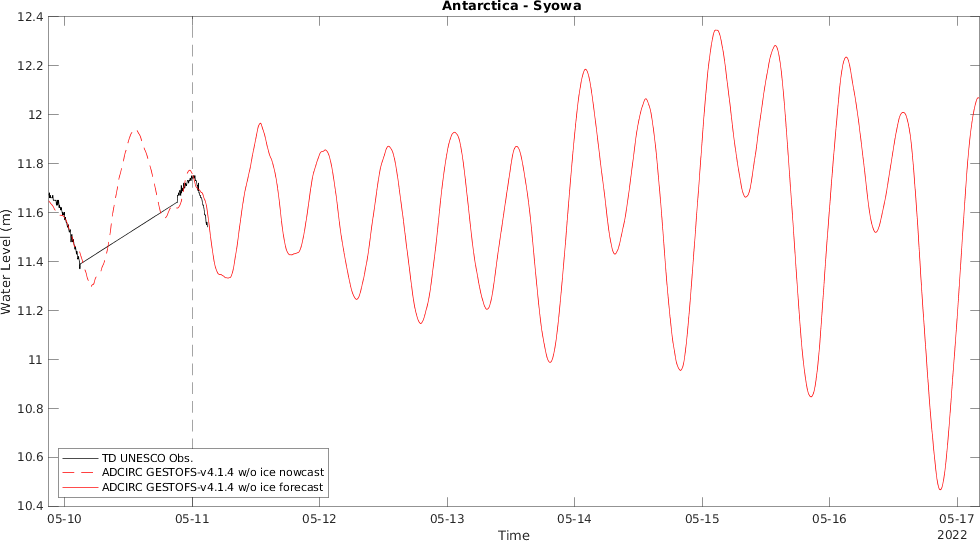 Antarctica - Syowa
12.4
12.2
12
11.8
11.6
11.4
11.2
11
10.8
10.6
10.4
Water Level (m)
TD UNESCO Obs.
ADCIRC GESTOFS-v4.1.4 w/o ice nowcast
ADCIRC GESTOFS-v4.1.4 w/o ice forecast
05-10 05-11 05-12 05-13 05-14 05-15 05-16 05-17
Time 2022